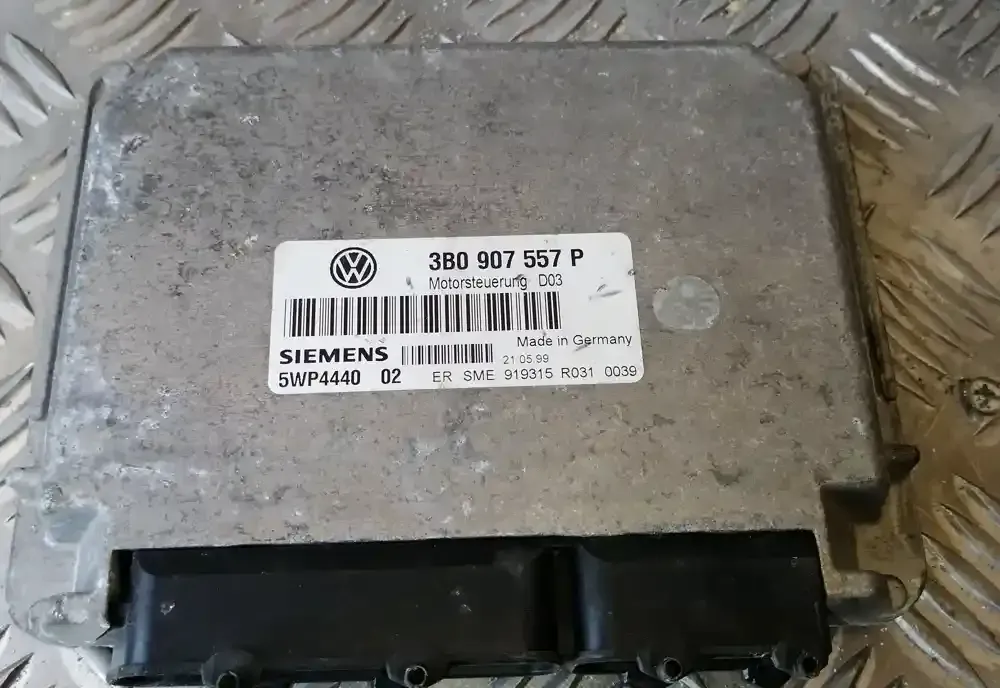 3B0 907 557 P
Motorsteuerung D03
Made in Germany
SIEMENS 21 05 99
5WP4440 02 ER SME 919315 R031 0039